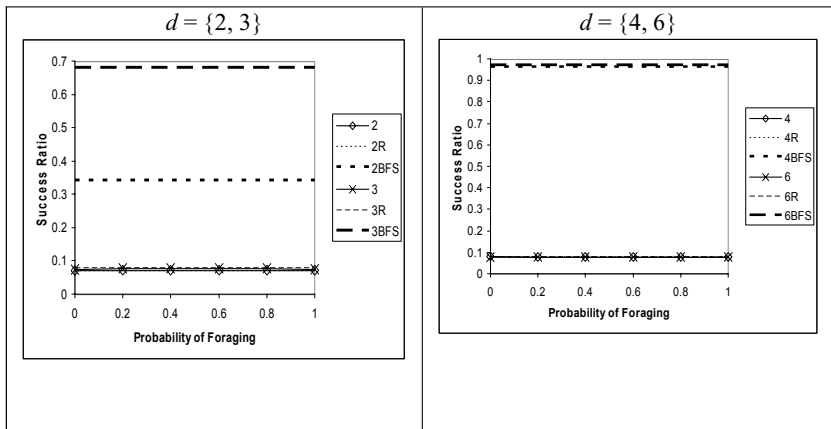 d = {2, 3}
0.7
0.6
0.5
0.4
0.3
0.2
0.1
0
Success Ratio
0 0.2 0.4 0.6 0.8 1
Probability of Foraging
2
2R
2BFS
3
3R
3BFS
d = {4, 6}
1
0.9
0.8
0.7
0.6
0.5
0.4
0.3
0.2
0.1
0
Success Ratio
0 0.2 0.4 0.6 0.8 1
Probability of Foraging
4
4R
4BFS
6
6R
6BFS